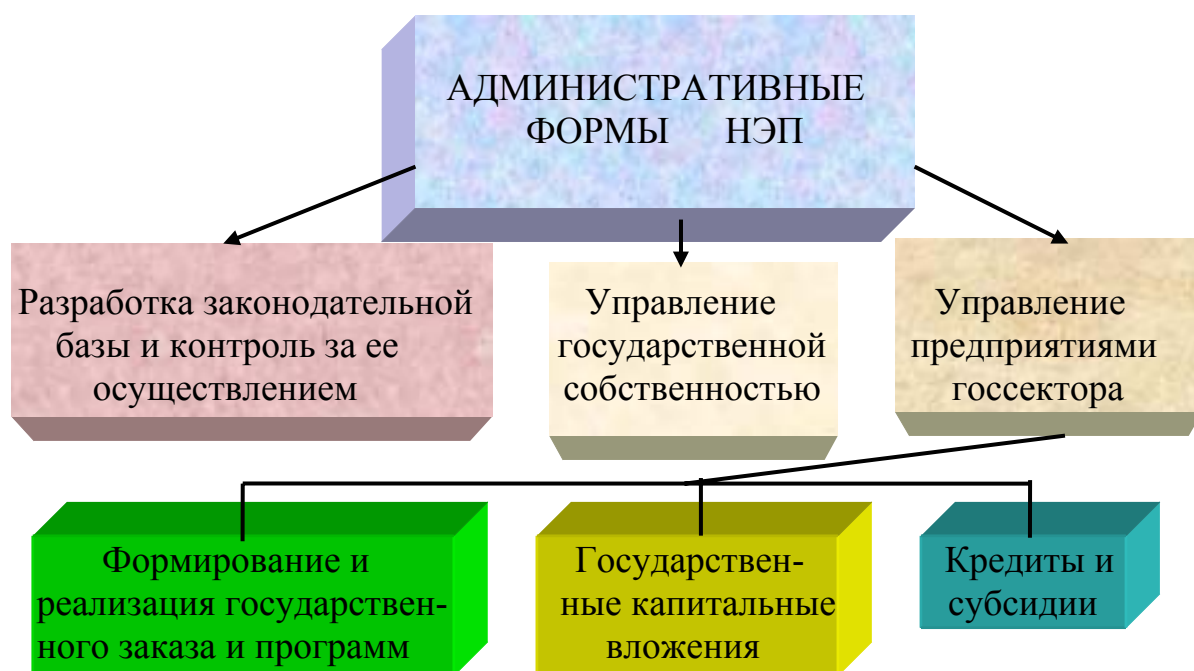 АДМИНИСТРАТИВНЫЕ
ФОРМЫ НЭП
Разработка законодательной
базы и контроль за ее
осуществлением
Управление
государственной
собственностью
Управление
предприятиями
госсектора
Формирование и
реализация государствен-
ного заказа и программ
Государствен-
ные капитальные
вложения
Кредиты и
субсидии